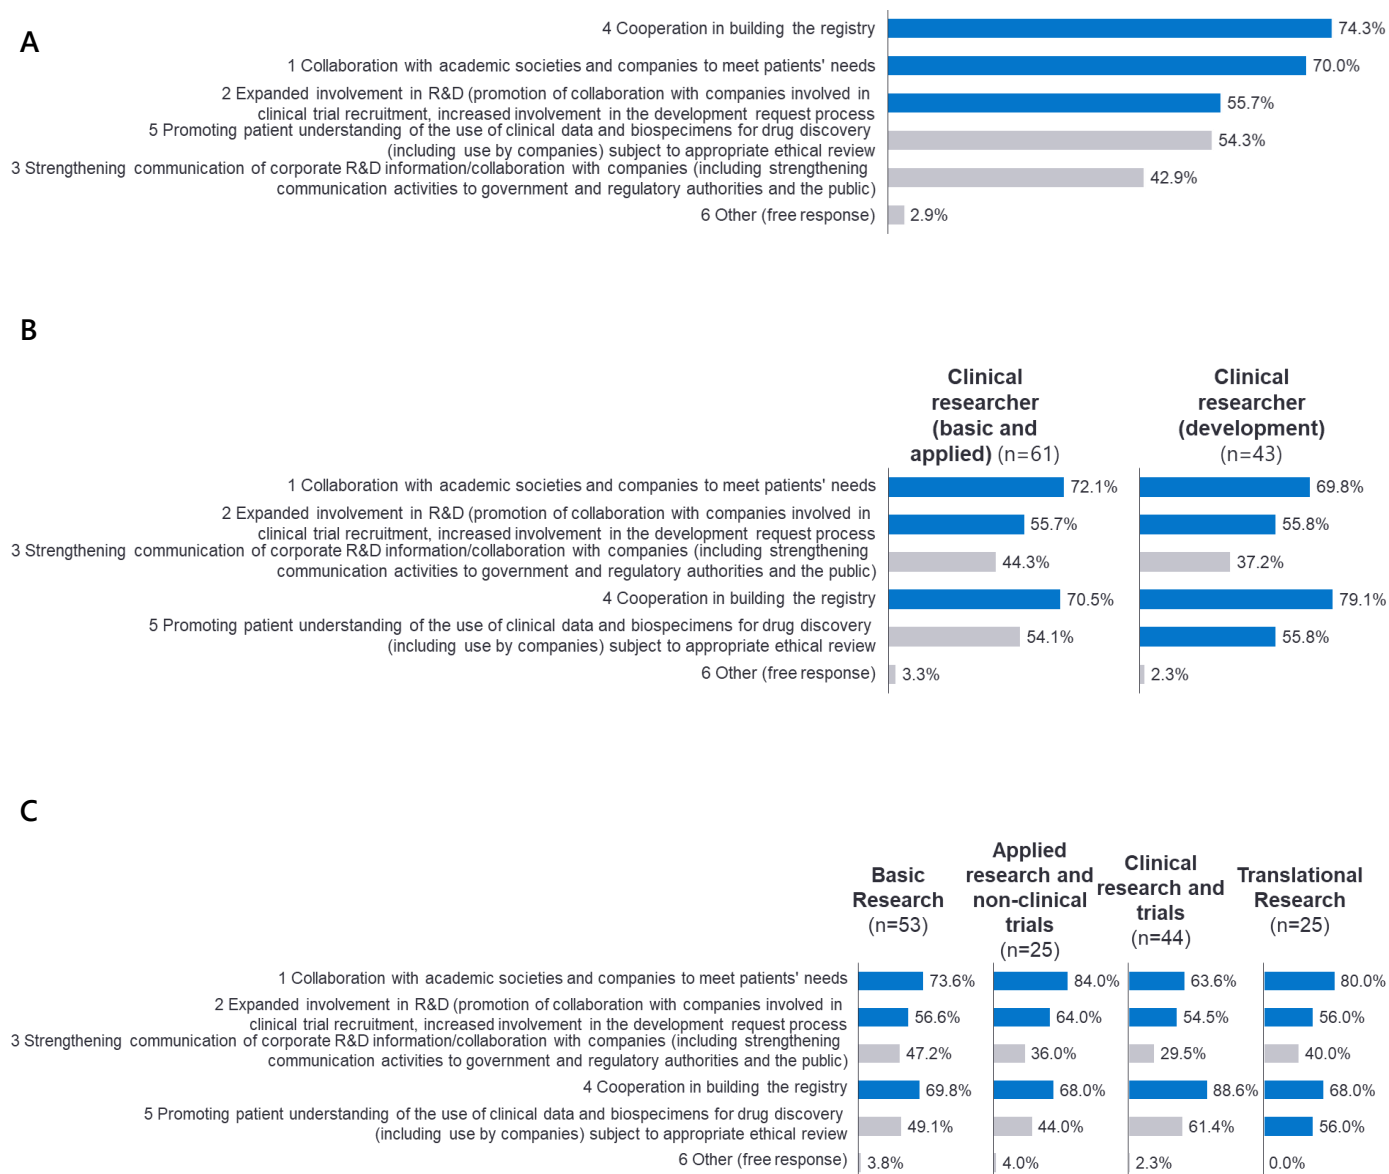 A
4 Cooperation in building the registry
74.3%
1 Collaboration with academic societies and companies to meet patients' needs
70.0%
2 Expanded involvement in R&D (promotion of collaboration with companies involved in
clinical trial recruitment, increased involvement in the development request process
55.7%
5 Promoting patient understanding of the use of clinical data and biospecimens for drug discovery
(including use by companies) subject to appropriate ethical review
54.3%
3 Strengthening communication of corporate R&D information/collaboration with companies (including strengthening
communication activities to government and regulatory authorities and the public)
42.9%
6 Other (free response)
2.9%
B
Clinical
researcher
(basic and
applied) (n=61)
Clinical
researcher
(development)
(n=43)
1 Collaboration with academic societies and companies to meet patients' needs
72.1%
69.8%
2 Expanded involvement in R&D (promotion of collaboration with companies involved in
clinical trial recruitment, increased involvement in the development request process
55.7%
55.8%
3 Strengthening communication of corporate R&D information/collaboration with companies (including strengthening
communication activities to government and regulatory authorities and the public)
44.3%
37.2%
4 Cooperation in building the registry
70.5%
79.1%
5 Promoting patient understanding of the use of clinical data and biospecimens for drug discovery
(including use by companies) subject to appropriate ethical review
54.1%
55.8%
6 Other (free response)
3.3%
2.3%
C
Basic
Research
(n=53)
Applied
research and
non-clinical
trials
(n=25)
Clinical
research and
trials
(n=44)
Translational
Research
(n=25)
1 Collaboration with academic societies and companies to meet patients' needs
73.6%
84.0%
63.6%
80.0%
2 Expanded involvement in R&D (promotion of collaboration with companies involved in
clinical trial recruitment, increased involvement in the development request process
56.6%
64.0%
54.5%
56.0%
3 Strengthening communication of corporate R&D information/collaboration with companies (including strengthening
communication activities to government and regulatory authorities and the public)
47.2%
36.0%
29.5%
40.0%
4 Cooperation in building the registry
69.8%
68.0%
88.6%
68.0%
5 Promoting patient understanding of the use of clinical data and biospecimens for drug discovery
(including use by companies) subject to appropriate ethical review
49.1%
44.0%
61.4%
56.0%
6 Other (free response)
3.8%
4.0%
2.3%
0.0%